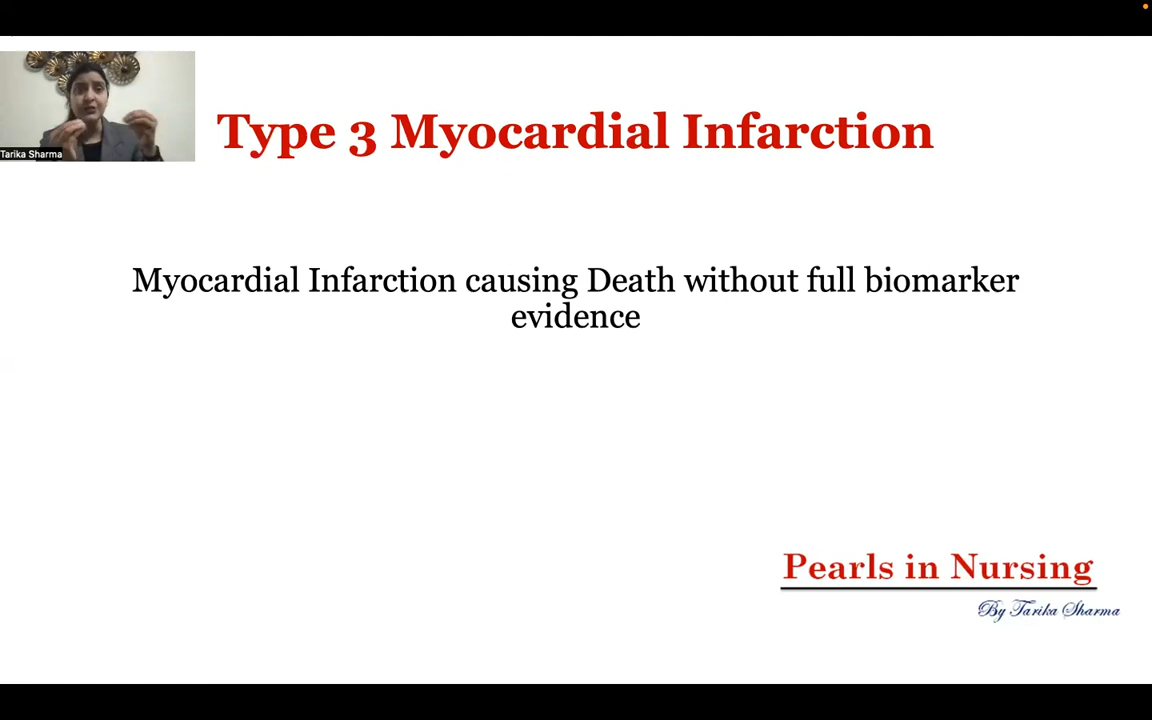 Type 3 Myocardial Infarction
Tarika Sharma
Myocardial Infarction causing Death without full biomarker
evidence
Pearls in Nursing
By Tarika Sharma